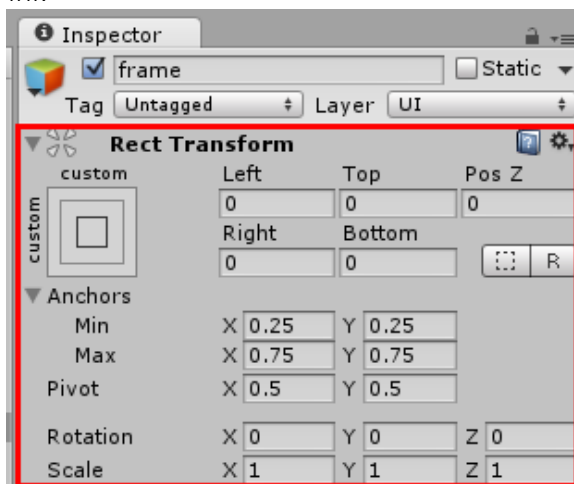 Inspector
frame Static
Tag Untagged Layer UI
Rect Transform
custom Left Top Pos Z
custom
0 0 0
Right Bottom
0 0 R
Anchors
Min X 0.25 Y 0.25
Max X 0.75 Y 0.75
Pivot X 0.5 Y 0.5
Rotation X 0 Y 0 Z 0
Scale X 1 Y 1 Z 1